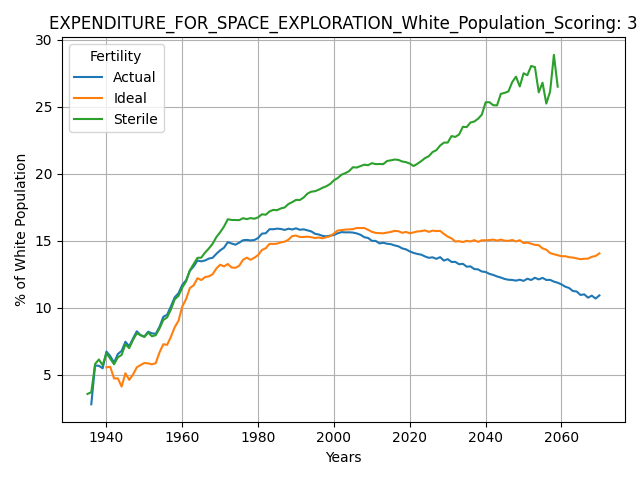 EXPENDITURE_FOR_SPACE_EXPLORATION_White_Population_Scoring: 3
30
25
20
15
10
5
% of White Population
Fertility
Actual
Ideal
Sterile
1940 1960 1980 2000 2020 2040 2060
Years